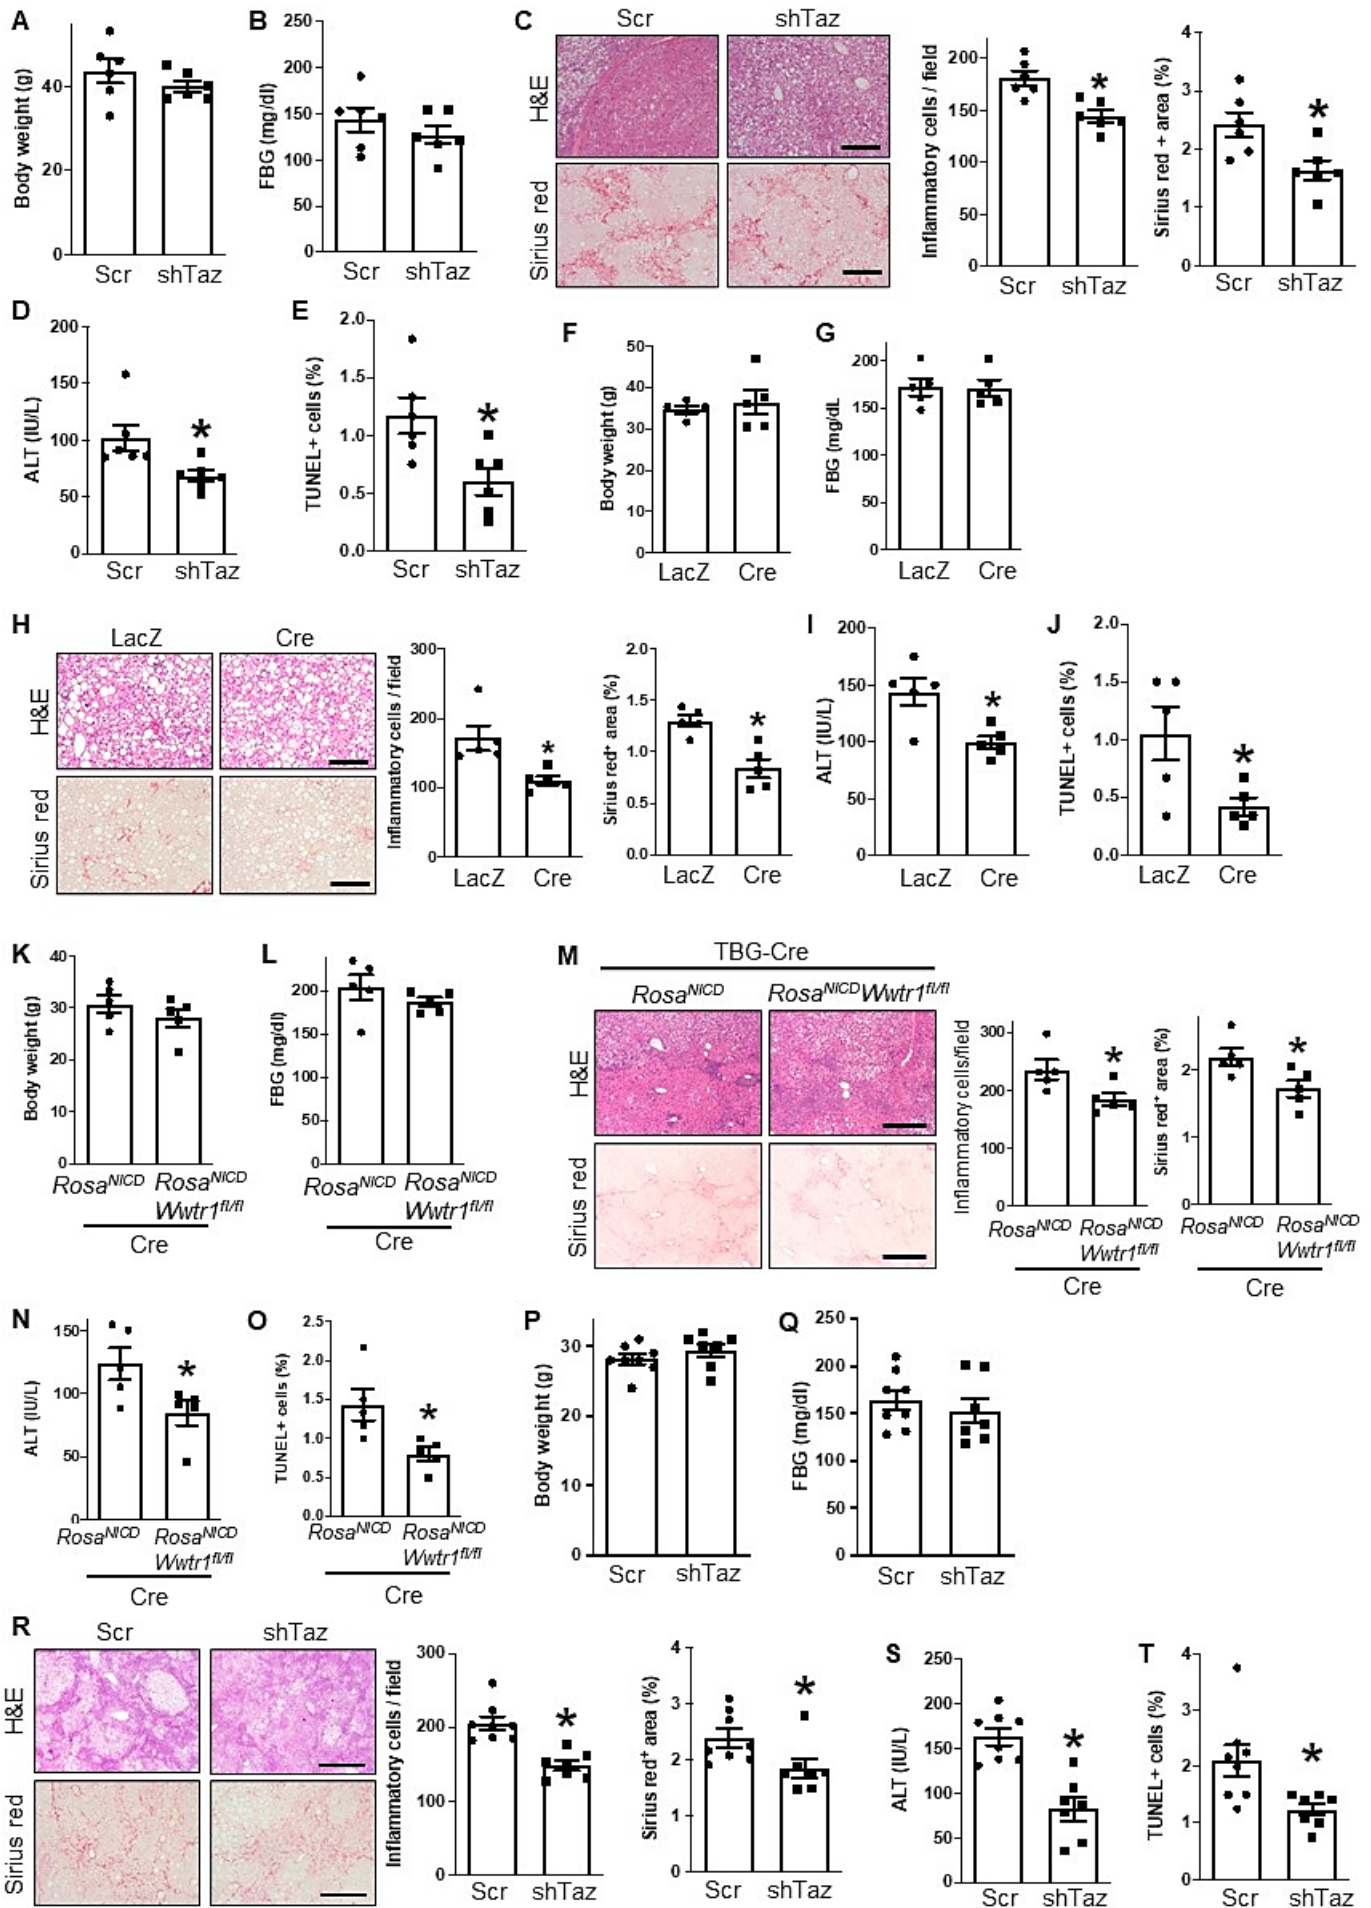 A
Body weight (g)
40
20
0
Scr shTaz
B
FBG (mg/dl)
250
200
150
100
50
0
Scr shTaz
C
Scr shTaz
H&E
Sirius red
Inflammatory cells / field
200
150
100
50
0
*
Scr shTaz
Sirius red + area (%)
4
3
2
1
0
*
Scr shTaz
D
ALT (IU/L)
200
150
100
50
0
*
Scr shTaz
E
TUNEL+ cells (%)
2.0
1.5
1.0
0.5
0.0
*
Scr shTaz
F
Body weight (g)
50
40
30
20
10
0
LacZ Cre
G
FBG (mg/dL
200
150
100
50
0
LacZ Cre
H
LacZ Cre
H&E
Sirius red
Inflammatory cells / field
300
200
100
0
*
LacZ Cre
Sirius red+ area (%)
2.0
1.5
1.0
0.5
0.0
*
LacZ Cre
I
ALT (IU/L)
200
150
100
50
0
*
LacZ Cre
J
TUNEL+ cells (%)
2.0
1.5
1.0
0.5
0.0
*
LacZ Cre
K
Body weight (g)
40
30
20
10
0
RosaNICD RosaNICD
Wwtr1fl/fl
Cre
L
FBG (mg/dl)
200
150
100
50
0
RosaNICD RosaNICD
Wwtr1fl/fl
Cre
M
TBG-Cre
RosaNICD RosaNICDWwtr1fl/fl
H&E
Sirius red
Inflammatory cells/field
300
200
100
0
*
RosaNICD RosaNICD
Wwtr1fl/fl
Cre
Sirius red+ area (%)
2
1
0
*
RosaNICD RosaNICD
Wwtr1fl/fl
Cre
N
ALT (IU/L)
150
100
50
0
*
RosaNICD RosaNICD
Wwtr1fl/fl
Cre
O
TUNEL+ cells (%)
2.5
2.0
1.5
1.0
0.5
0.0
*
RosaNICD RosaNICD
Wwtr1fl/fl
Cre
P
Body weight (g)
30
20
10
0
Scr shTaz
Q
FBG (mg/dl)
250
200
150
100
50
0
Scr shTaz
R
Scr shTaz
H&E
Sirius red
Inflammatory cells / field
300
200
100
0
*
Scr shTaz
Sirius red+ area (%)
4
3
2
1
0
*
Scr shTaz
S
ALT (IU/L)
250
200
150
100
50
0
*
Scr shTaz
T
TUNEL+ cells (%)
4
3
2
1
0
*
Scr shTaz